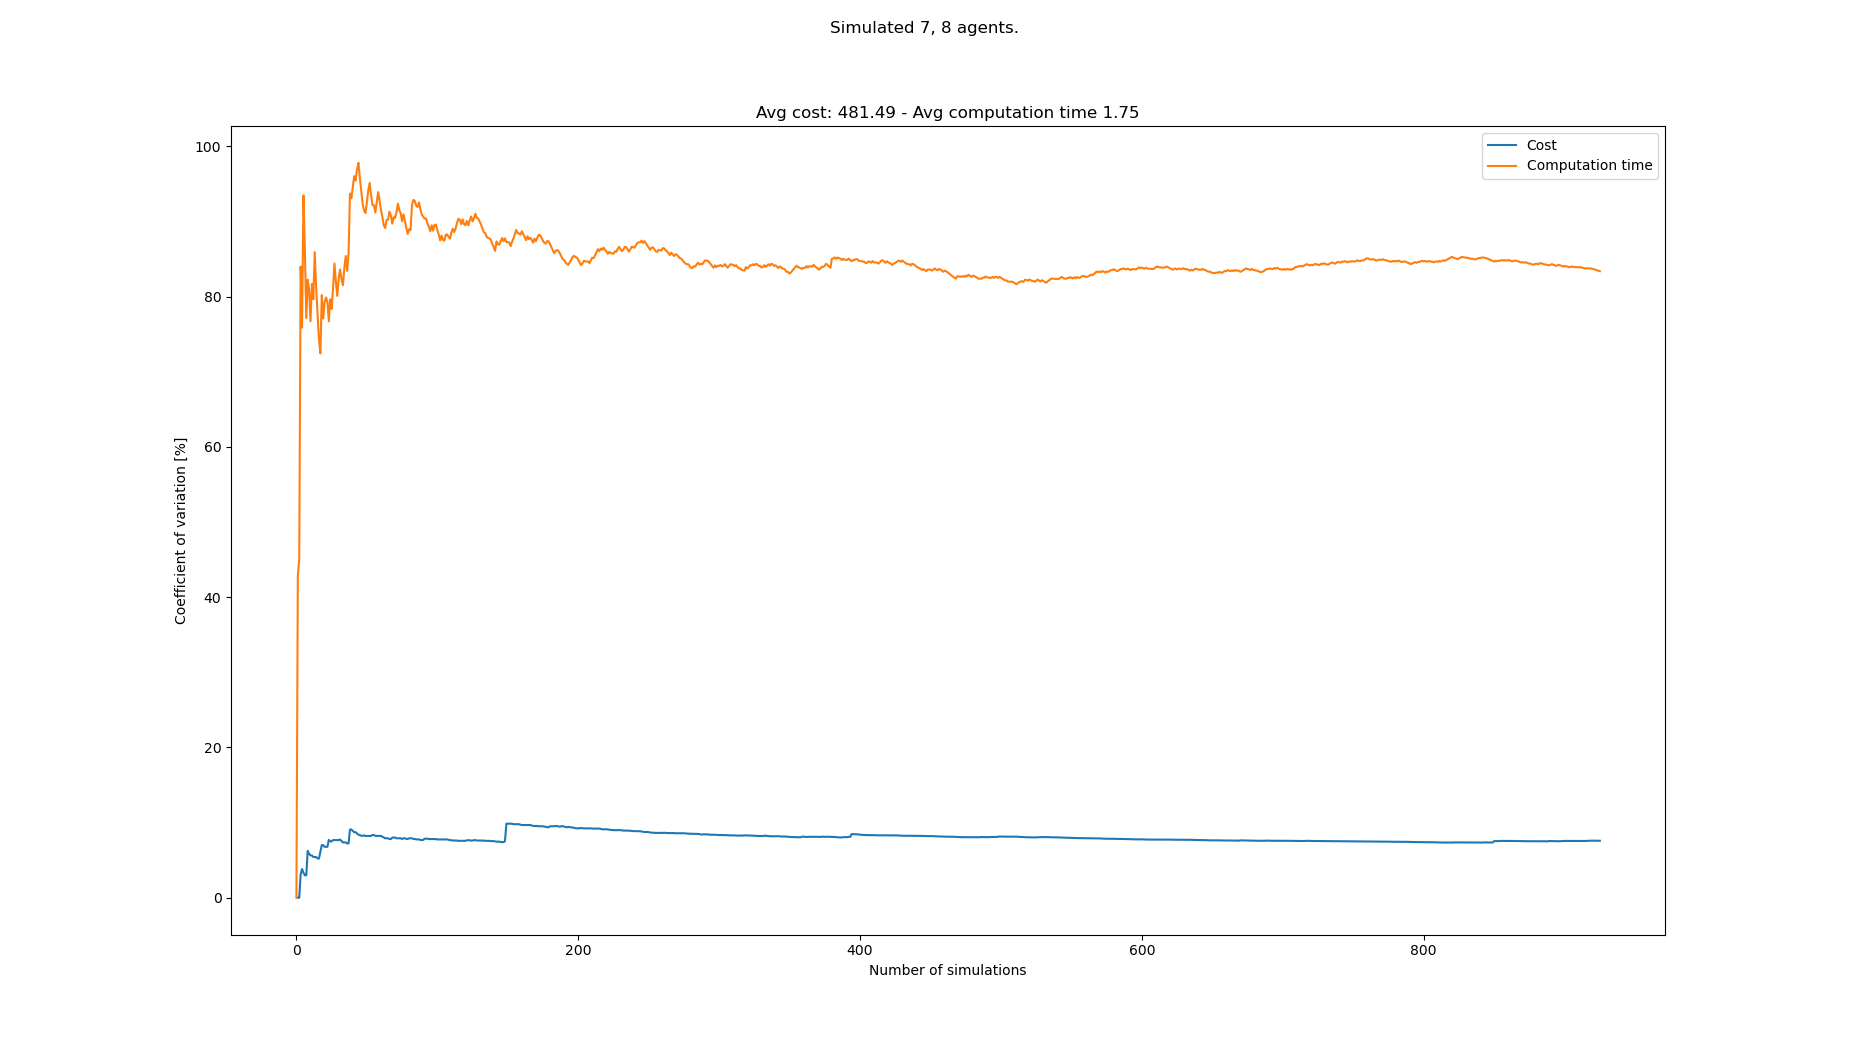 Simulated 7, 8 agents.
Avg cost: 481.49 - Avg computation time 1.75
Cost
Computation time
100
80
60
40
20
0
Coefficient of variation [%]
0 200 400 600 800
Number of simulations